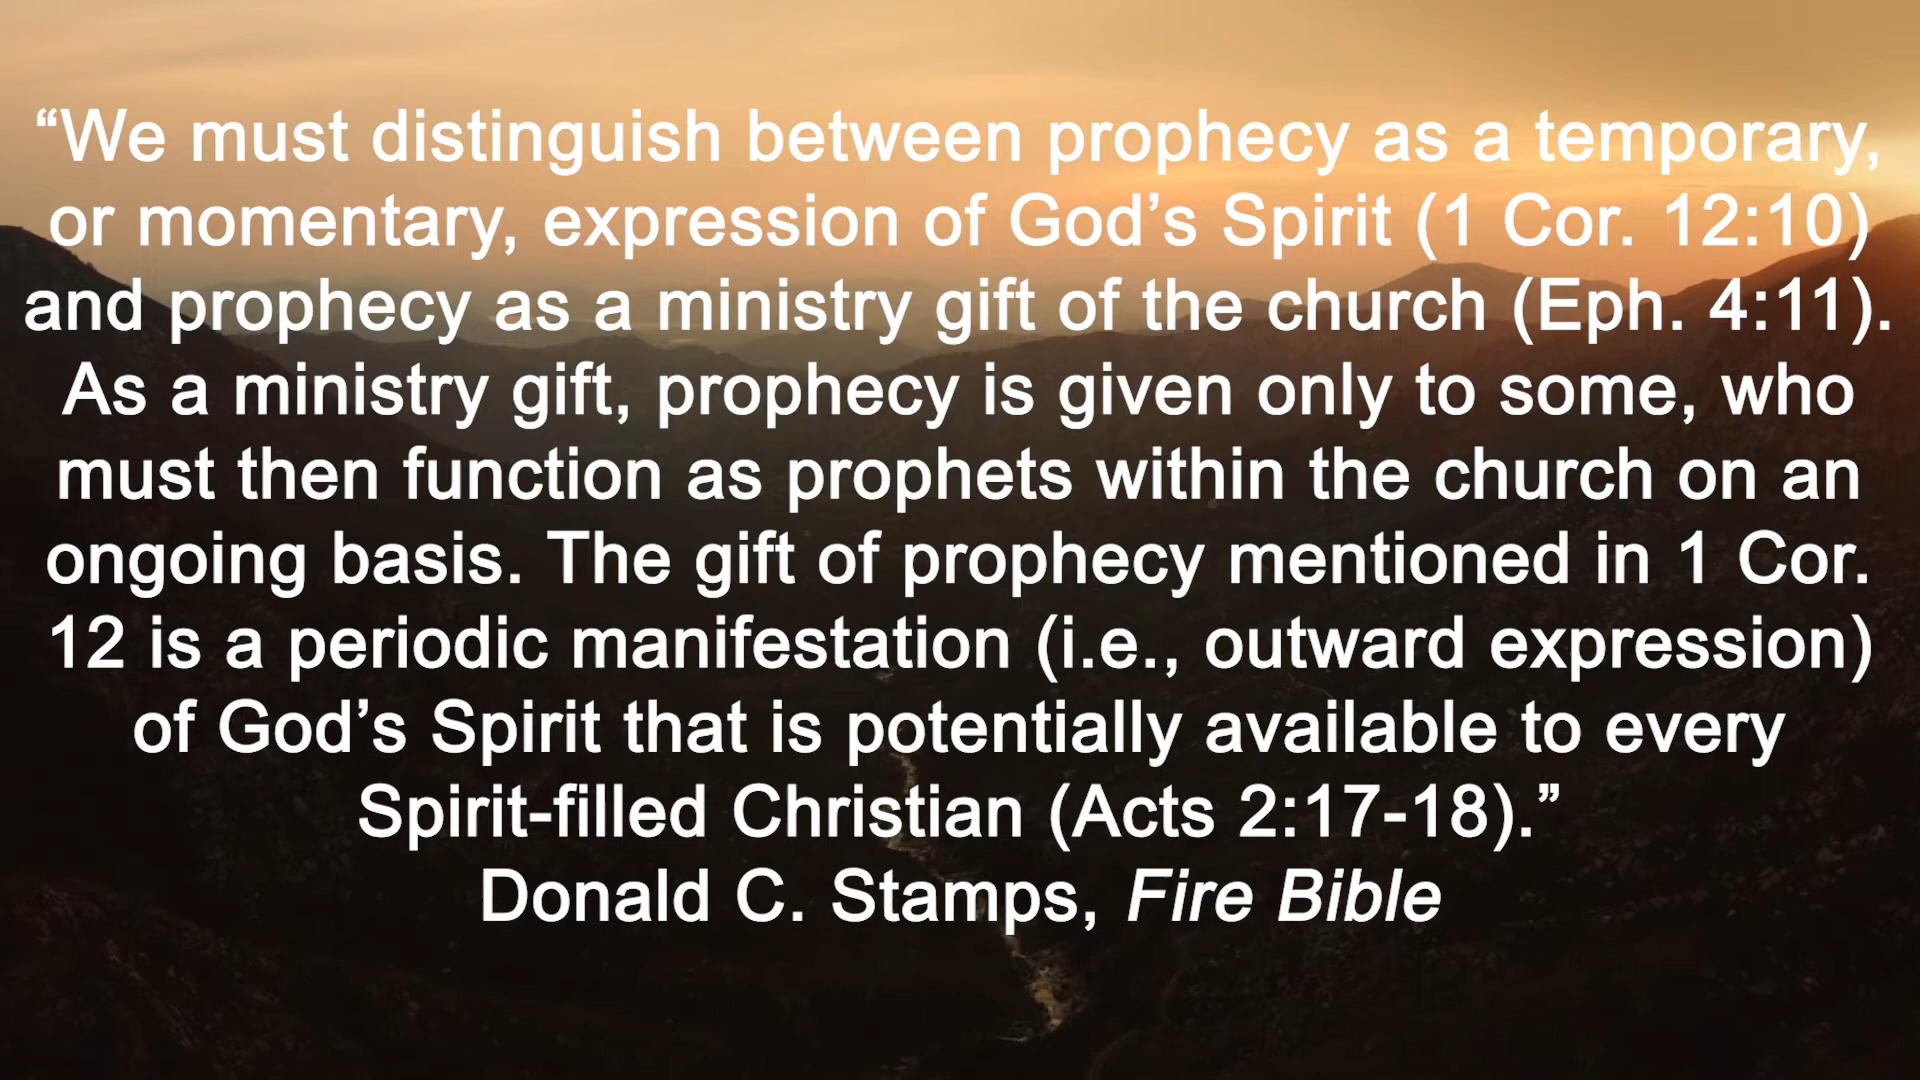 “We must distinguish between prophecy as a temporary,
or momentary, expression of God’s Spirit (1 Cor. 12:10)
and prophecy as a ministry gift of the church (Eph. 4:11).
As a ministry gift, prophecy is given only to some, who
must then function as prophets within the church on an
ongoing basis. The gift of prophecy mentioned in 1 Cor.
12 is a periodic manifestation (i.e., outward expression)
of God’s Spirit that is potentially available to every
Spirit-filled Christian (Acts 2:17-18).”
Donald C. Stamps, Fire Bible